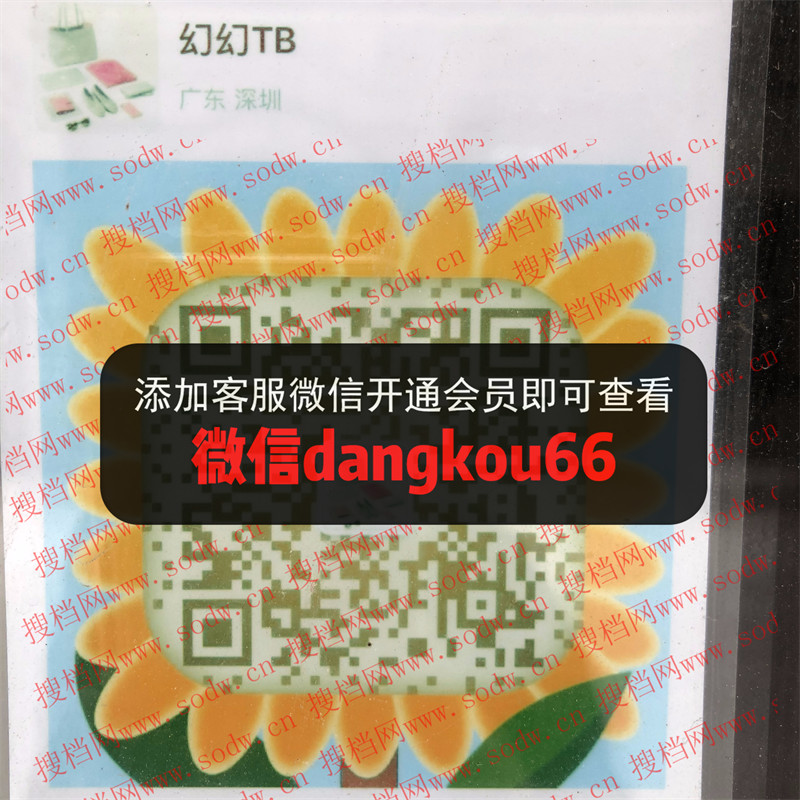 幻幻TB
广东 深圳
添加客服微信开通会员即可查看
微信dangkou66
搜档网www.sodw.cn